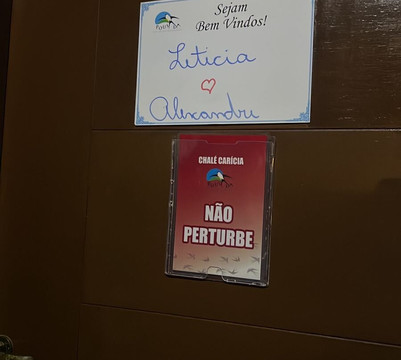 Sejam
Bem Vindos!
Leticia
Alexandre
CHALÉ CARÍCIA
NÃO
PERTURBE